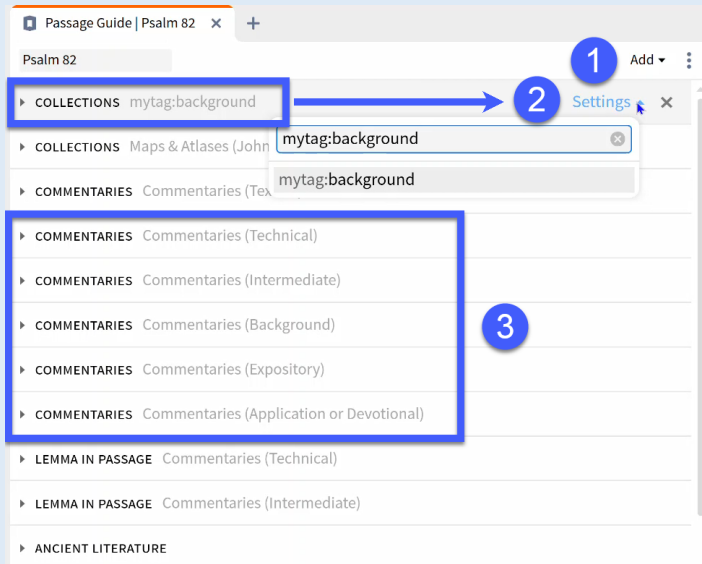 Passage Guide | Psalm 82
Psalm 82
1
Add
COLLECTIONS mytag:background
2
Settings
mytag:background
COLLECTIONS Maps & Atlases (John
mytag:background
COMMENTARIES Commentaries
COMMENTARIES Commentaries (Technical)
COMMENTARIES Commentaries (Intermediate)
COMMENTARIES Commentaries (Background)
3
COMMENTARIES Commentaries (Expository)
COMMENTARIES Commentaries (Application or Devotional)
LEMMA IN PASSAGE Commentaries (Technical)
LEMMA IN PASSAGE Commentaries (Intermediate)
ANCIENT LITERATURE